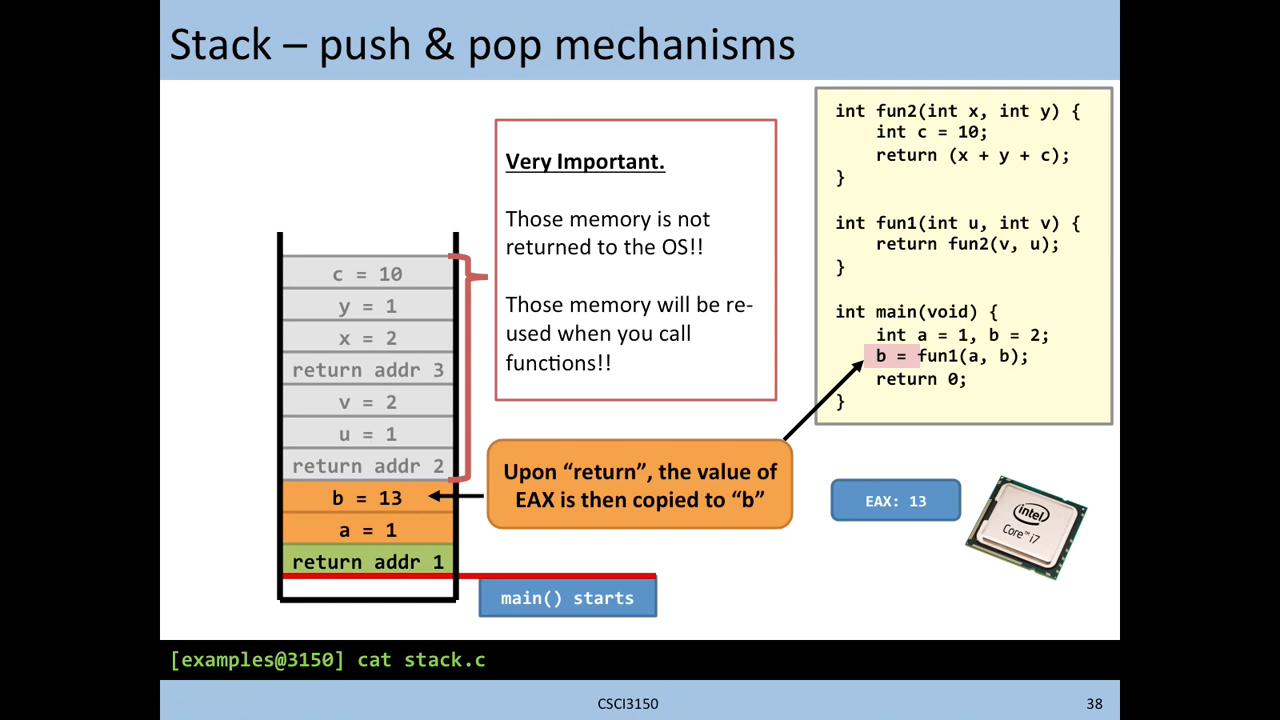 Stack – push & pop mechanisms
int fun2(int x, int y) {
int c = 10;
return (x + y + c);
}
int fun1(int u, int v) {
return fun2(v, u);
}
int main(void) {
int a = 1, b = 2;
b = fun1(a, b);
return 0;
}
Very Important.
Those memory is not
returned to the OS!!
Those memory will be re-
used when you call
functions!!
c = 10
y = 1
x = 2
return addr 3
v = 2
u = 1
return addr 2
b = 13
a = 1
return addr 1
Upon “return”, the value of
EAX is then copied to “b”
EAX: 13
intel
Core™ i7
main() starts
[examples@3150] cat stack.c
CSCI3150
38